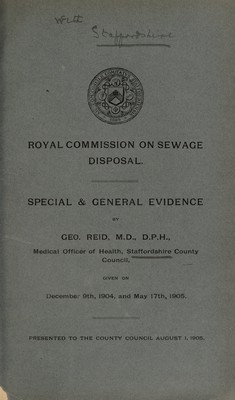 Staffordshire
ROYAL COMMISSION ON SEWAGE
DISPOSAL.
SPECIAL & GENERAL EVIDENCE
BY
GEO. REID, M.D., D.P.H.,
Medical Officer of Health, Staffordshire County
Council,
GIVEN ON
December 9th, 1904, and May 17th, 1905.
PRESENTED TO THE COUNTY COUNCIL AUGUST 1, 1905.